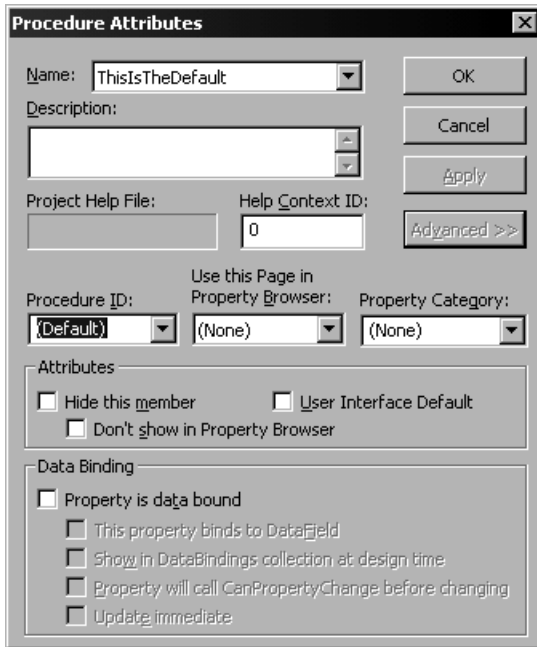 Procedure Attributes
Name: ThisIsTheDefault OK
Description: Cancel
Apply
Project Help File: Help Context ID:
0 Advanced >>
Procedure ID: Use this Page in Property Browser: Property Category:
(Default) (None) (None)
Attributes
Hide this member User Interface Default
Don't show in Property Browser
Data Binding
Property is data bound
This property binds to DataField
Show in DataBindings collection at design time
Property will call CanPropertyChange before changing
Update immediate